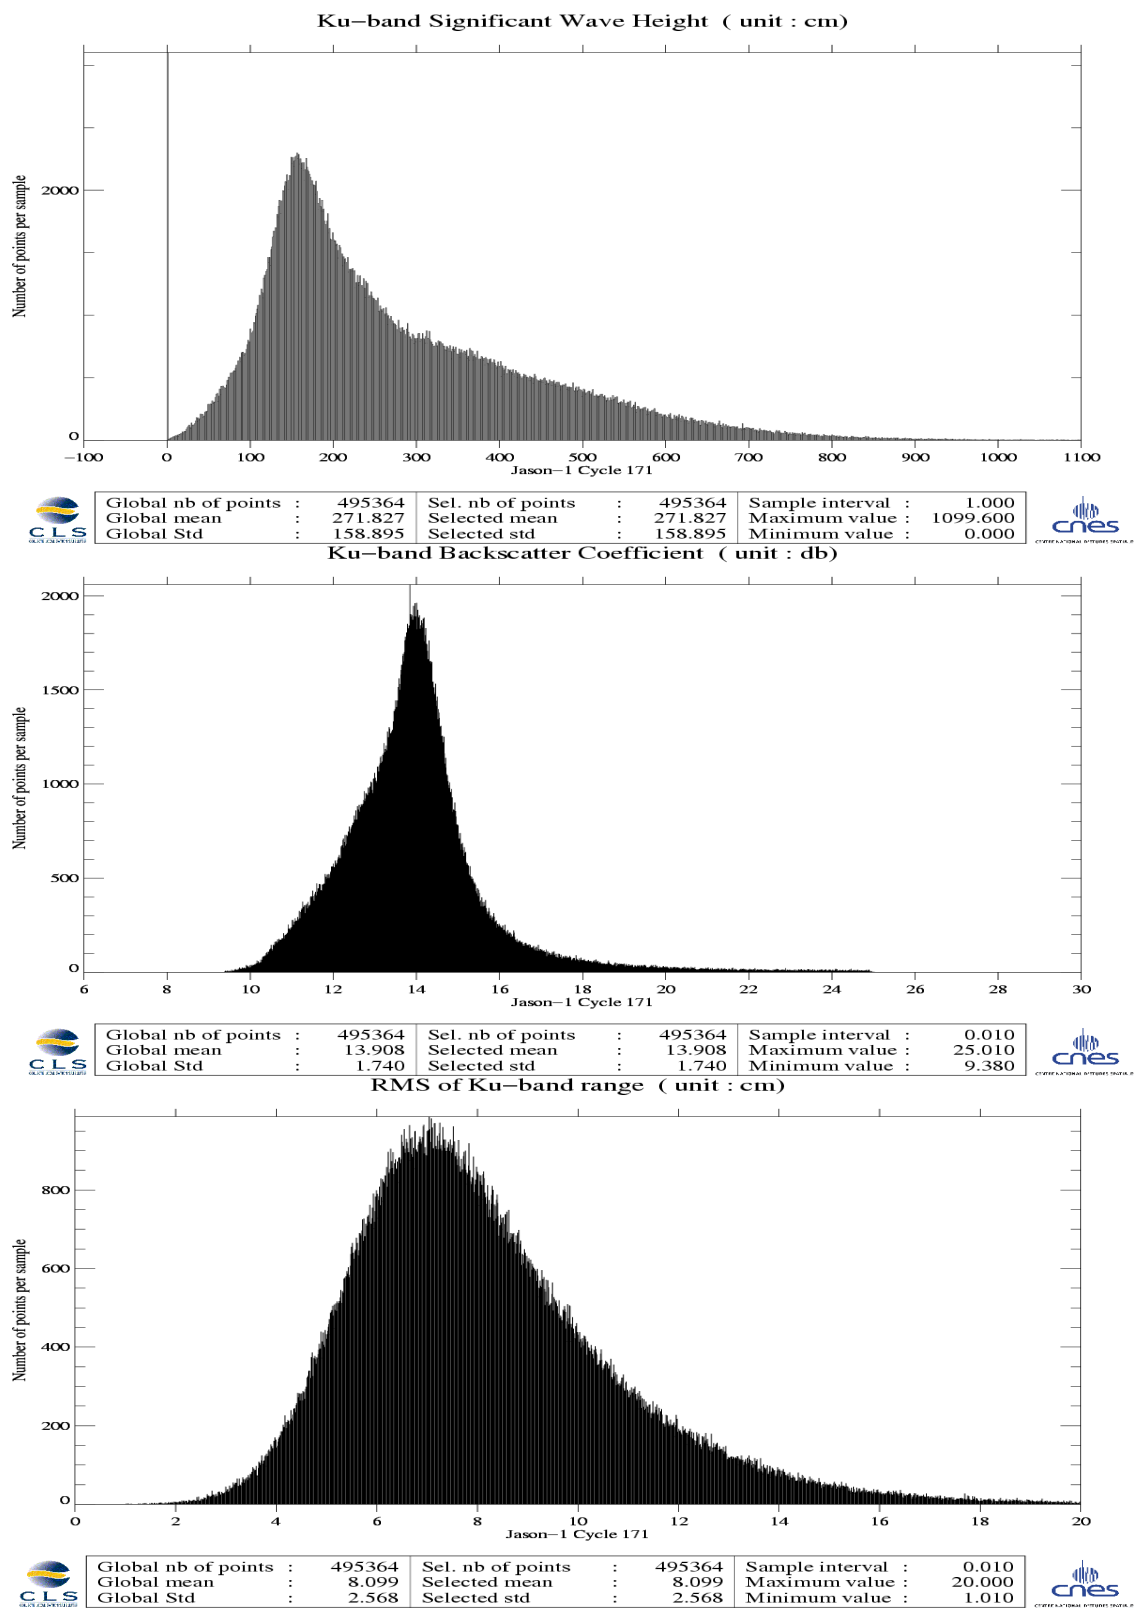 Ku-band Significant Wave Height ( unit : cm)
Number of points per sample
2000
0
-100 0 100 200 300 400 500 600 700 800 900 1000 1100
Jason-1 Cycle 171
Global nb of points : 495364 Sel. nb of points : 495364 Sample interval : 1.000
Global mean : 271.827 Selected mean : 271.827 Maximum value : 1099.600
Global Std : 158.895 Selected std : 158.895 Minimum value : 0.000
CLS
cnes
Ku-band Backscatter Coefficient ( unit : db)
Number of points per sample
2000
1500
1000
500
0
6 8 10 12 14 16 18 20 22 24 26 28 30
Jason-1 Cycle 171
Global nb of points : 495364 Sel. nb of points : 495364 Sample interval : 0.010
Global mean : 13.908 Selected mean : 13.908 Maximum value : 25.010
Global Std : 1.740 Selected std : 1.740 Minimum value : 9.380
CLS
cnes
RMS of Ku-band range ( unit : cm)
Number of points per sample
800
600
400
200
0
0 2 4 6 8 10 12 14 16 18 20
Jason-1 Cycle 171
Global nb of points : 495364 Sel. nb of points : 495364 Sample interval : 0.010
Global mean : 8.099 Selected mean : 8.099 Maximum value : 20.000
Global Std : 2.568 Selected std : 2.568 Minimum value : 1.010
CLS
cnes